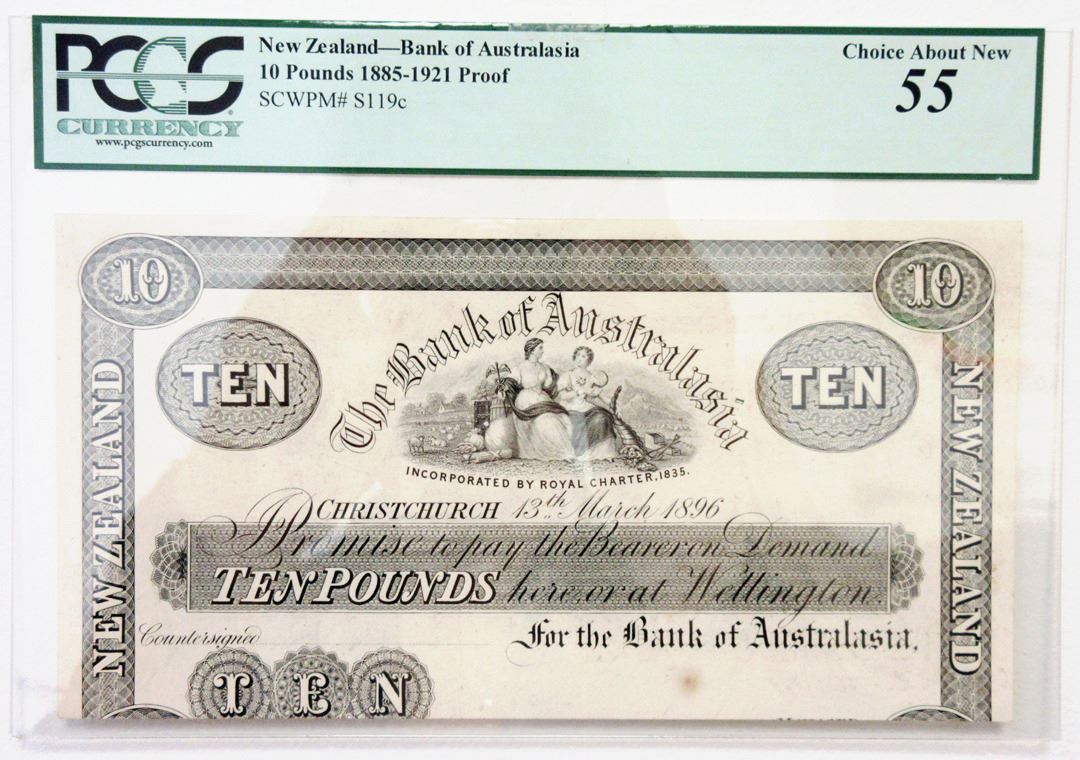 PCGS
CURRENCY
www.pcgscurrency.com
New Zealand—Bank of Australasia
10 Pounds 1885-1921 Proof
SCWPM# S119c
Choice About New
55
10
10
TEN
The Bank of Australasia
TEN
INCORPORATED BY ROYAL CHARTER, 1835.
NEW ZEALAND
NEW ZEALAND
CHRISTCHURCH 13th March 1896
I Promise to pay the Bearer on Demand
TEN POUNDS here, or at Wellington.
Countersigned
For the Bank of Australasia,
TEN